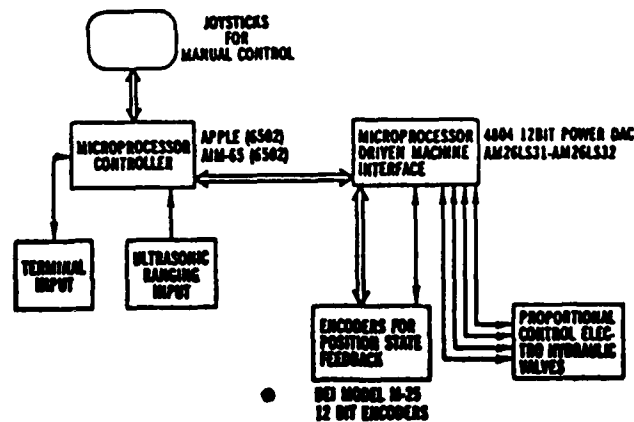 JOYSTICKS
FOR
MANUAL CONTROL
MICROPROCESSOR
CONTROLLER
APPLE (6502)
AIM-65 (6502)
MICROPROCESSOR
DRIVEN MACHINE
INTERFACE
4804 12BIT POWER DAC
AM26LS31-AM26LS32
TERMINAL
INPUT
ULTRASONIC
RANGING
INPUT
ENCODERS FOR
POSITION STATE
FEEDBACK
PROPORTIONAL
CONTROL ELEC-
TRO HYDRAULIC
VALVES
BEI MODEL M-25
12 BIT ENCODERS